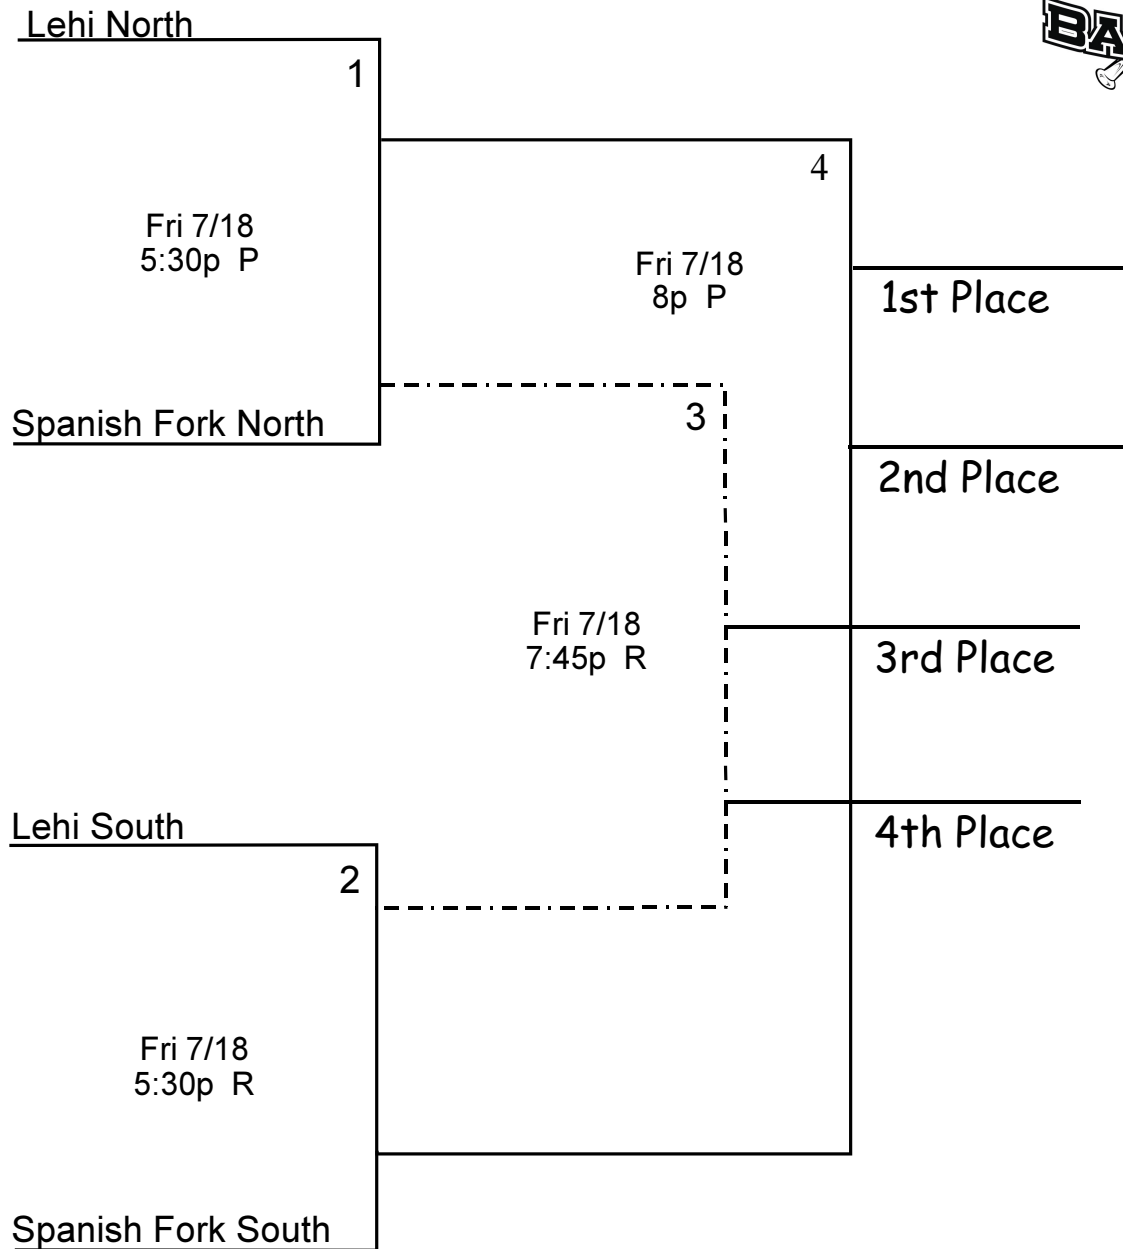 Lehi North
BA
1
4
Fri 7/18
5:30p P
Fri 7/18
8p P
1st Place
Spanish Fork North
3
2nd Place
Fri 7/18
7:45p R
3rd Place
Lehi South
4th Place
2
Fri 7/18
5:30p R
Spanish Fork South